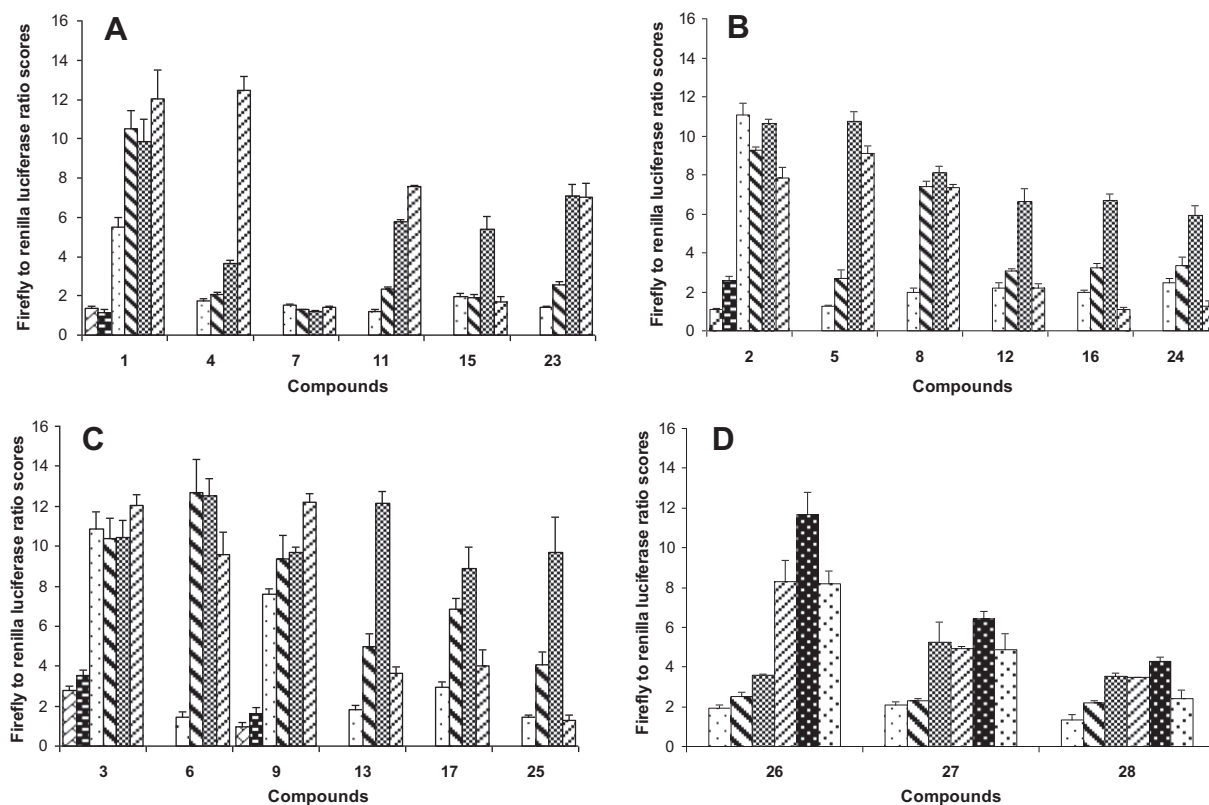 A
Firefly to renilla luciferase ratio scores
16
14
12
10
8
6
4
2
0
1 4 7 11 15 23
Compounds
B
Firefly to renilla luciferase ratio scores
16
14
12
10
8
6
4
2
0
2 5 8 12 16 24
Compounds
C
Firefly to renilla luciferase ratio scores
16
14
12
10
8
6
4
2
0
3 6 9 13 17 25
Compounds
D
Firefly to renilla luciferase ratio scores
16
14
12
10
8
6
4
2
0
26 27 28
Compounds